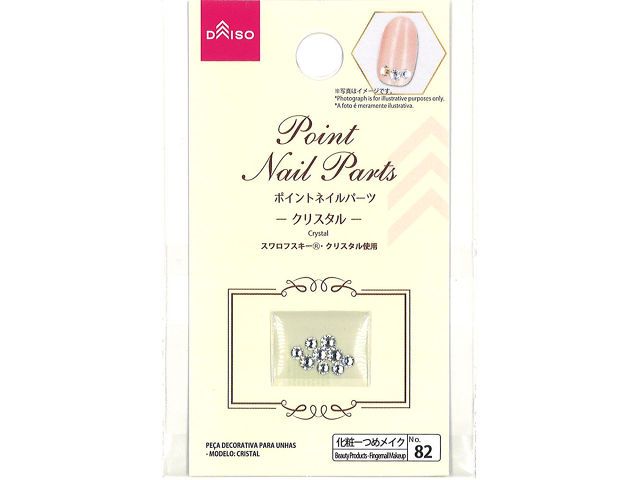 DAISO
※写真はイメージです。
*Photograph is for illustrative purposes only.
*A foto é meramente ilustrativa.
Point
Nail Parts
ポイントネイルパーツ
ー クリスタル ー
Crystal
スワロフスキー®・クリスタル使用
PEÇA DECORATIVA PARA UNHAS
- MODELO: CRISTAL
化粧ーつめメイク
Beauty Products - Fingernail Makeup
No.
82